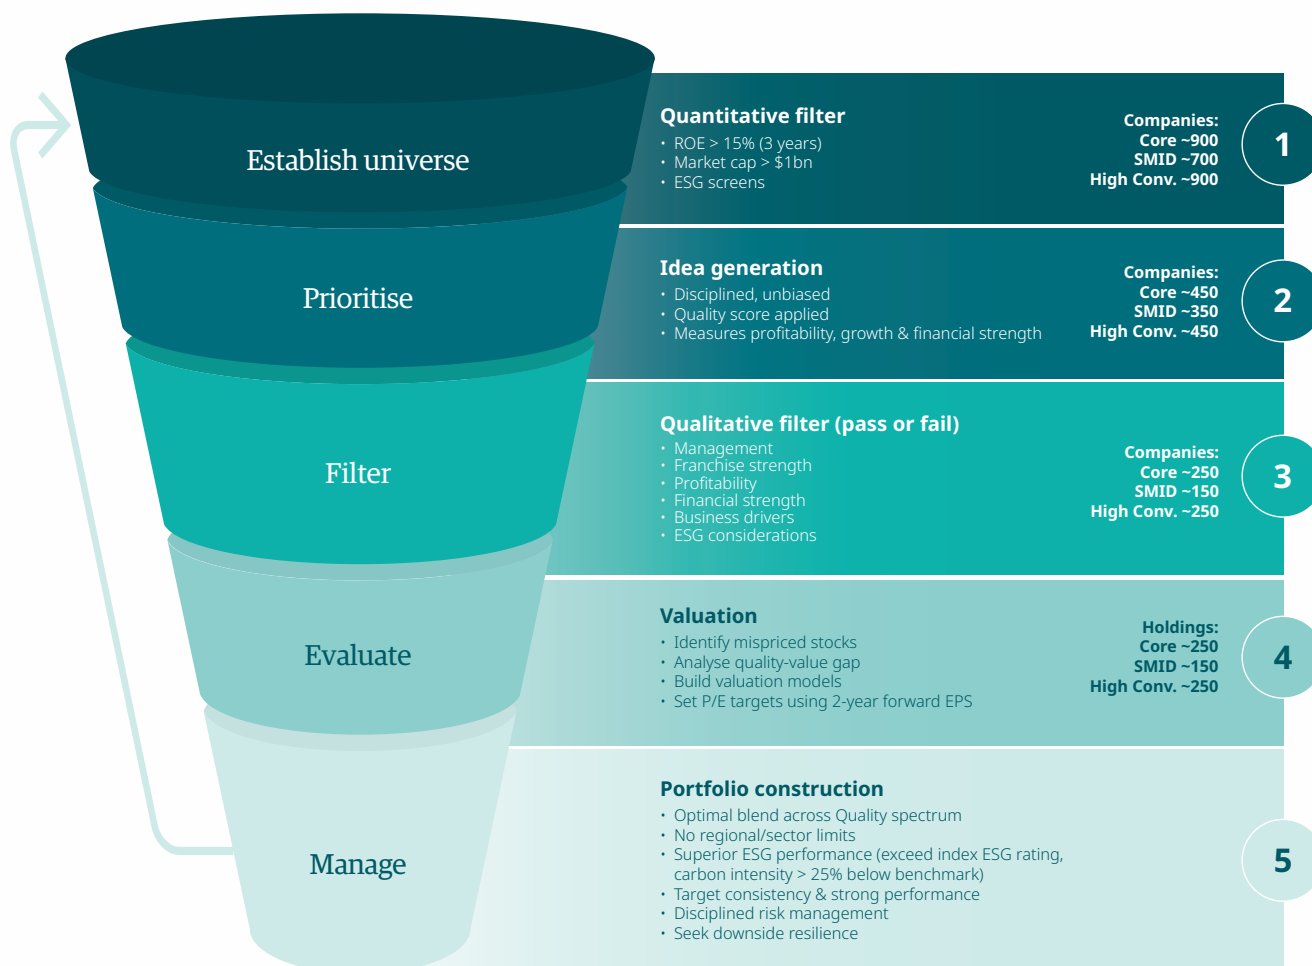 Establish universe
Quantitative filter
• ROE > 15% (3 years)
• Market cap > $1bn
• ESG screens
Companies:
Core ~900
SMID ~700
High Conv. ~900
1
Prioritise
Idea generation
• Disciplined, unbiased
• Quality score applied
• Measures profitability, growth & financial strength
Companies:
Core ~450
SMID ~350
High Conv. ~450
2
Filter
Qualitative filter (pass or fail)
• Management
• Franchise strength
• Profitability
• Financial strength
• Business drivers
• ESG considerations
Companies:
Core ~250
SMID ~150
High Conv. ~250
3
Evaluate
Valuation
• Identify mispriced stocks
• Analyse quality-value gap
• Build valuation models
• Set P/E targets using 2-year forward EPS
Holdings:
Core ~250
SMID ~150
High Conv. ~250
4
Manage
Portfolio construction
• Optimal blend across Quality spectrum
• No regional/sector limits
• Superior ESG performance (exceed index ESG rating,
carbon intensity > 25% below benchmark)
• Target consistency & strong performance
• Disciplined risk management
• Seek downside resilience
5